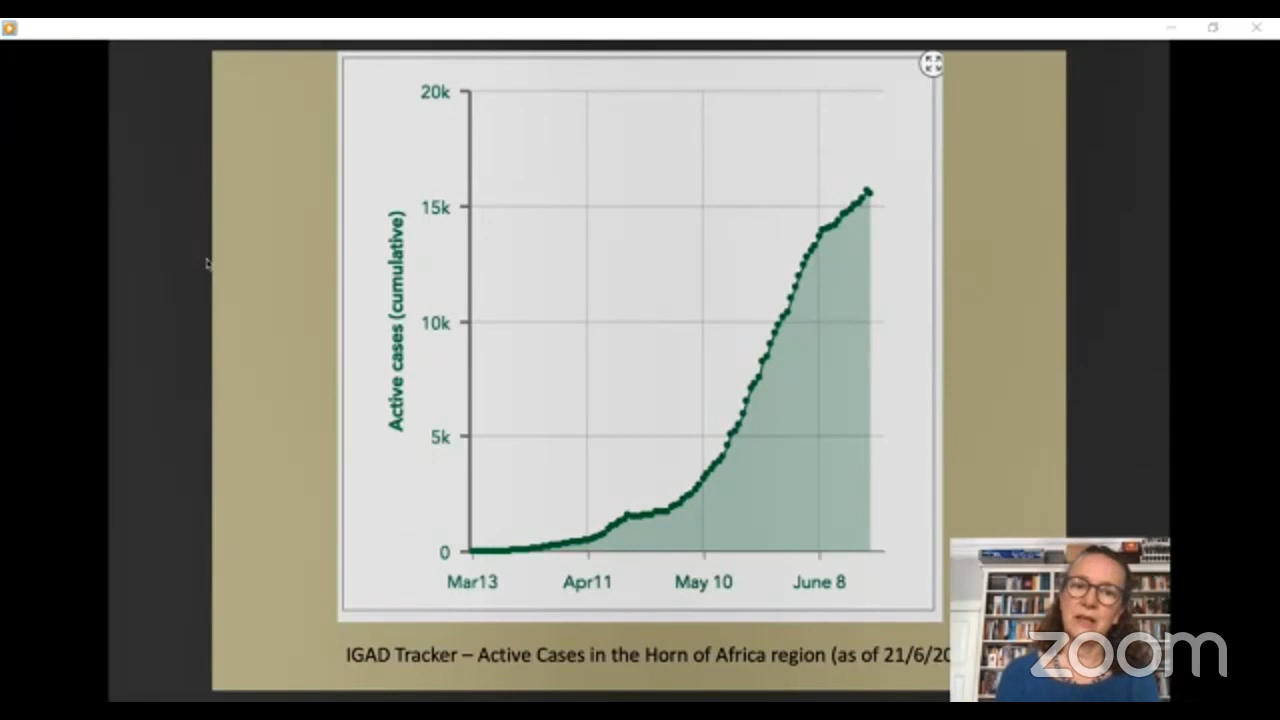 20k
15k
10k
5k
0
Active cases (cumulative)
Mar13 Apr11 May 10 June 8
IGAD Tracker – Active Cases in the Horn of Africa region (as of 21/6/20
zoom